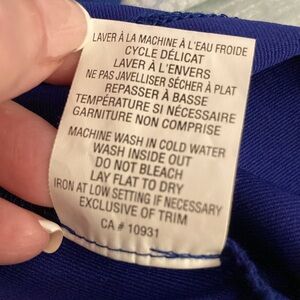 LAVER À LA MACHINE À L'EAU FROIDE
CYCLE DÉLICAT
LAVER À L'ENVERS
NE PAS JAVELLISER SÉCHER À PLAT
REPASSER À BASSE
TEMPÉRATURE SI NÉCESSAIRE
GARNITURE NON COMPRISE
MACHINE WASH IN COLD WATER
WASH INSIDE OUT
DO NOT BLEACH
LAY FLAT TO DRY
IRON AT LOW SETTING IF NECESSARY
EXCLUSIVE OF TRIM
CA # 10931